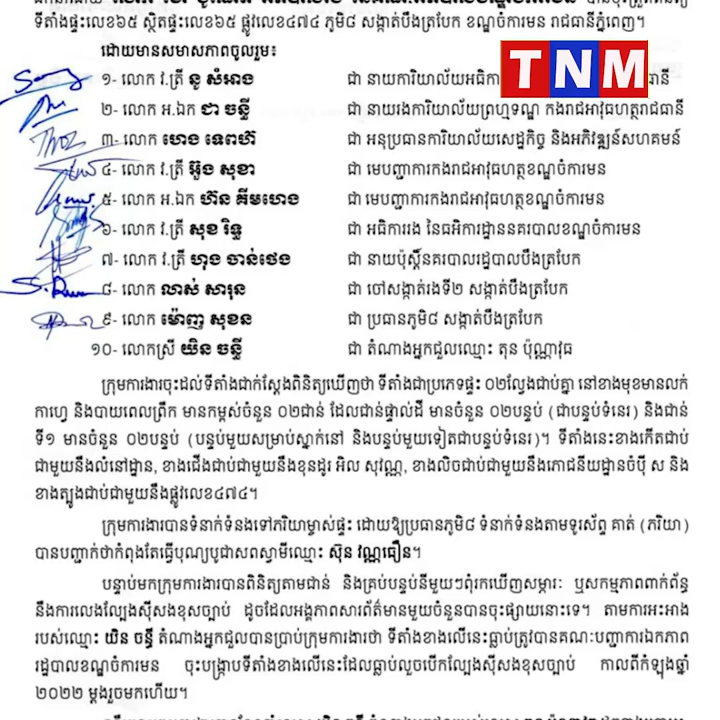 ទីតាំងផ្ទះលេខ៦៥ ស្ថិតផ្ទះលេខ៦៥ ផ្លូវលេខ៤៧៤ ភូមិ៨ សង្កាត់បឹងត្របែក ខណ្ឌចំការមន រាជធានីភ្នំពេញ។
ដោយមានសមាសភាពចូលរួម៖
TNM
១- លោក វ.ត្រី នូ សំអាង ជា នាយការិយាល័យអធិការ
២- លោក អ.ឯក ជា ចន្ធី ជា នាយរងការិយាល័យព្រហ្មទណ្ឌ កងរាជអាវុធហត្ថរាជធានី
៣- លោក ហេង ទេពហ៊ ជា អនុប្រធានការិយាល័យសេដ្ឋកិច្ច និងអភិវឌ្ឍន៍សហគមន៍
៤- លោក វ.ត្រី អ៊ូង សុខា ជា មេបញ្ជាការកងរាជអាវុធហត្ថខណ្ឌចំការមន
៥- លោក អ.ឯក ហ៊ន គីមហេង ជា មេបញ្ជាការកងរាជអាវុធហត្ថខណ្ឌចំការមន
៦- លោក វ.ត្រី សុខ រិទ្ធ ជា អធិការរង នៃធអិការដ្ឋាននគរបាលខណ្ឌចំការមន
៧- លោក វ.ត្រី ហុង ចាន់ថេង ជា នាយប៉ុស្តិ៍នគរបាលរដ្ឋបាលបឹងត្របែក
៨- លោក លាស់ សារុន ជា ចៅសង្កាត់រងទី២ សង្កាត់បឹងត្របែក
៩- លោក ម៉ោញ សុខន ជា ប្រធានភូមិ៨ សង្កាត់បឹងត្របែក
១០- លោកស្រី យិន ចន្ធី ជា តំណាងអ្នកជួលឈ្មោះ តុន ប៉ុណ្ណាវុធ
ក្រុមការងារចុះដល់ទីតាំងជាក់ស្ដែងពិនិត្យឃើញថា ទីតាំងជាប្រភេទផ្ទះ ០២ល្វែងជាប់គ្នា នៅខាងមុខមានលក់
កាហ្វេ និងបាយពេលព្រឹក មានកម្ពស់ចំនួន ០២ជាន់ ដែលជាន់ផ្ទាល់ដី មានចំនួន ០២បន្ទប់ (ជាបន្ទប់ទំនេរ) និងជាន់
ទី១ មានចំនួន ០២បន្ទប់ (បន្ទប់មួយសម្រាប់ស្នាក់នៅ និងបន្ទប់មួយទៀតជាបន្ទប់ទំនេរ)។ ទីតាំងនេះខាងកើតជាប់
ជាមួយនឹងលំនៅដ្ឋាន, ខាងជើងជាប់ជាមួយនឹងខុនដូរ អិល សុវណ្ណ, ខាងលិចជាប់ជាមួយនឹងភោជនីយដ្ឋានចំប៉ី ស និង
ខាងត្បូងជាប់ជាមួយនឹងផ្លូវលេខ៤៧៤។
ក្រុមការងារបានទំនាក់ទំនងទៅភរិយាម្ចាស់ផ្ទះ ដោយឱ្យប្រធានភូមិ៨ ទំនាក់ទំនងតាមទូរស័ព្ទ គាត់ (ភរិយា)
បានបញ្ជាក់ថាកំពុងតែធ្វើបុណ្យបូជាសពស្វាមីឈ្មោះ ស៊ុន វណ្ណធឿន។
បន្ទាប់មកក្រុមការងារបានពិនិត្យតាមជាន់ និងគ្រប់បន្ទប់នីមួយៗពុំរកឃើញសម្ភារៈ ឬសកម្មភាពពាក់ព័ន្ធ
នឹងការលេងល្បែងស៊ីសងខុសច្បាប់ ដូចដែលអង្គភាពសារព័ត៌មានមួយចំនួនបានចុះផ្សាយនោះទេ។ តាមការអះអាង
របស់ឈ្មោះ យិន ចន្ធី តំណាងអ្នកជួលបានប្រាប់ក្រុមការងារថា ទីតាំងខាងលើនេះធ្លាប់ត្រូវបានគណៈបញ្ជាការឯកភាព
រដ្ឋបាលខណ្ឌចំការមន ចុះបង្ក្រាបទីតាំងខាងលើនេះដែលធ្លាប់លួចបើកល្បែងស៊ីសងខុសច្បាប់ កាលពីកំឡុងឆ្នាំ
២០២២ ម្ដងរួចមកហើយ។